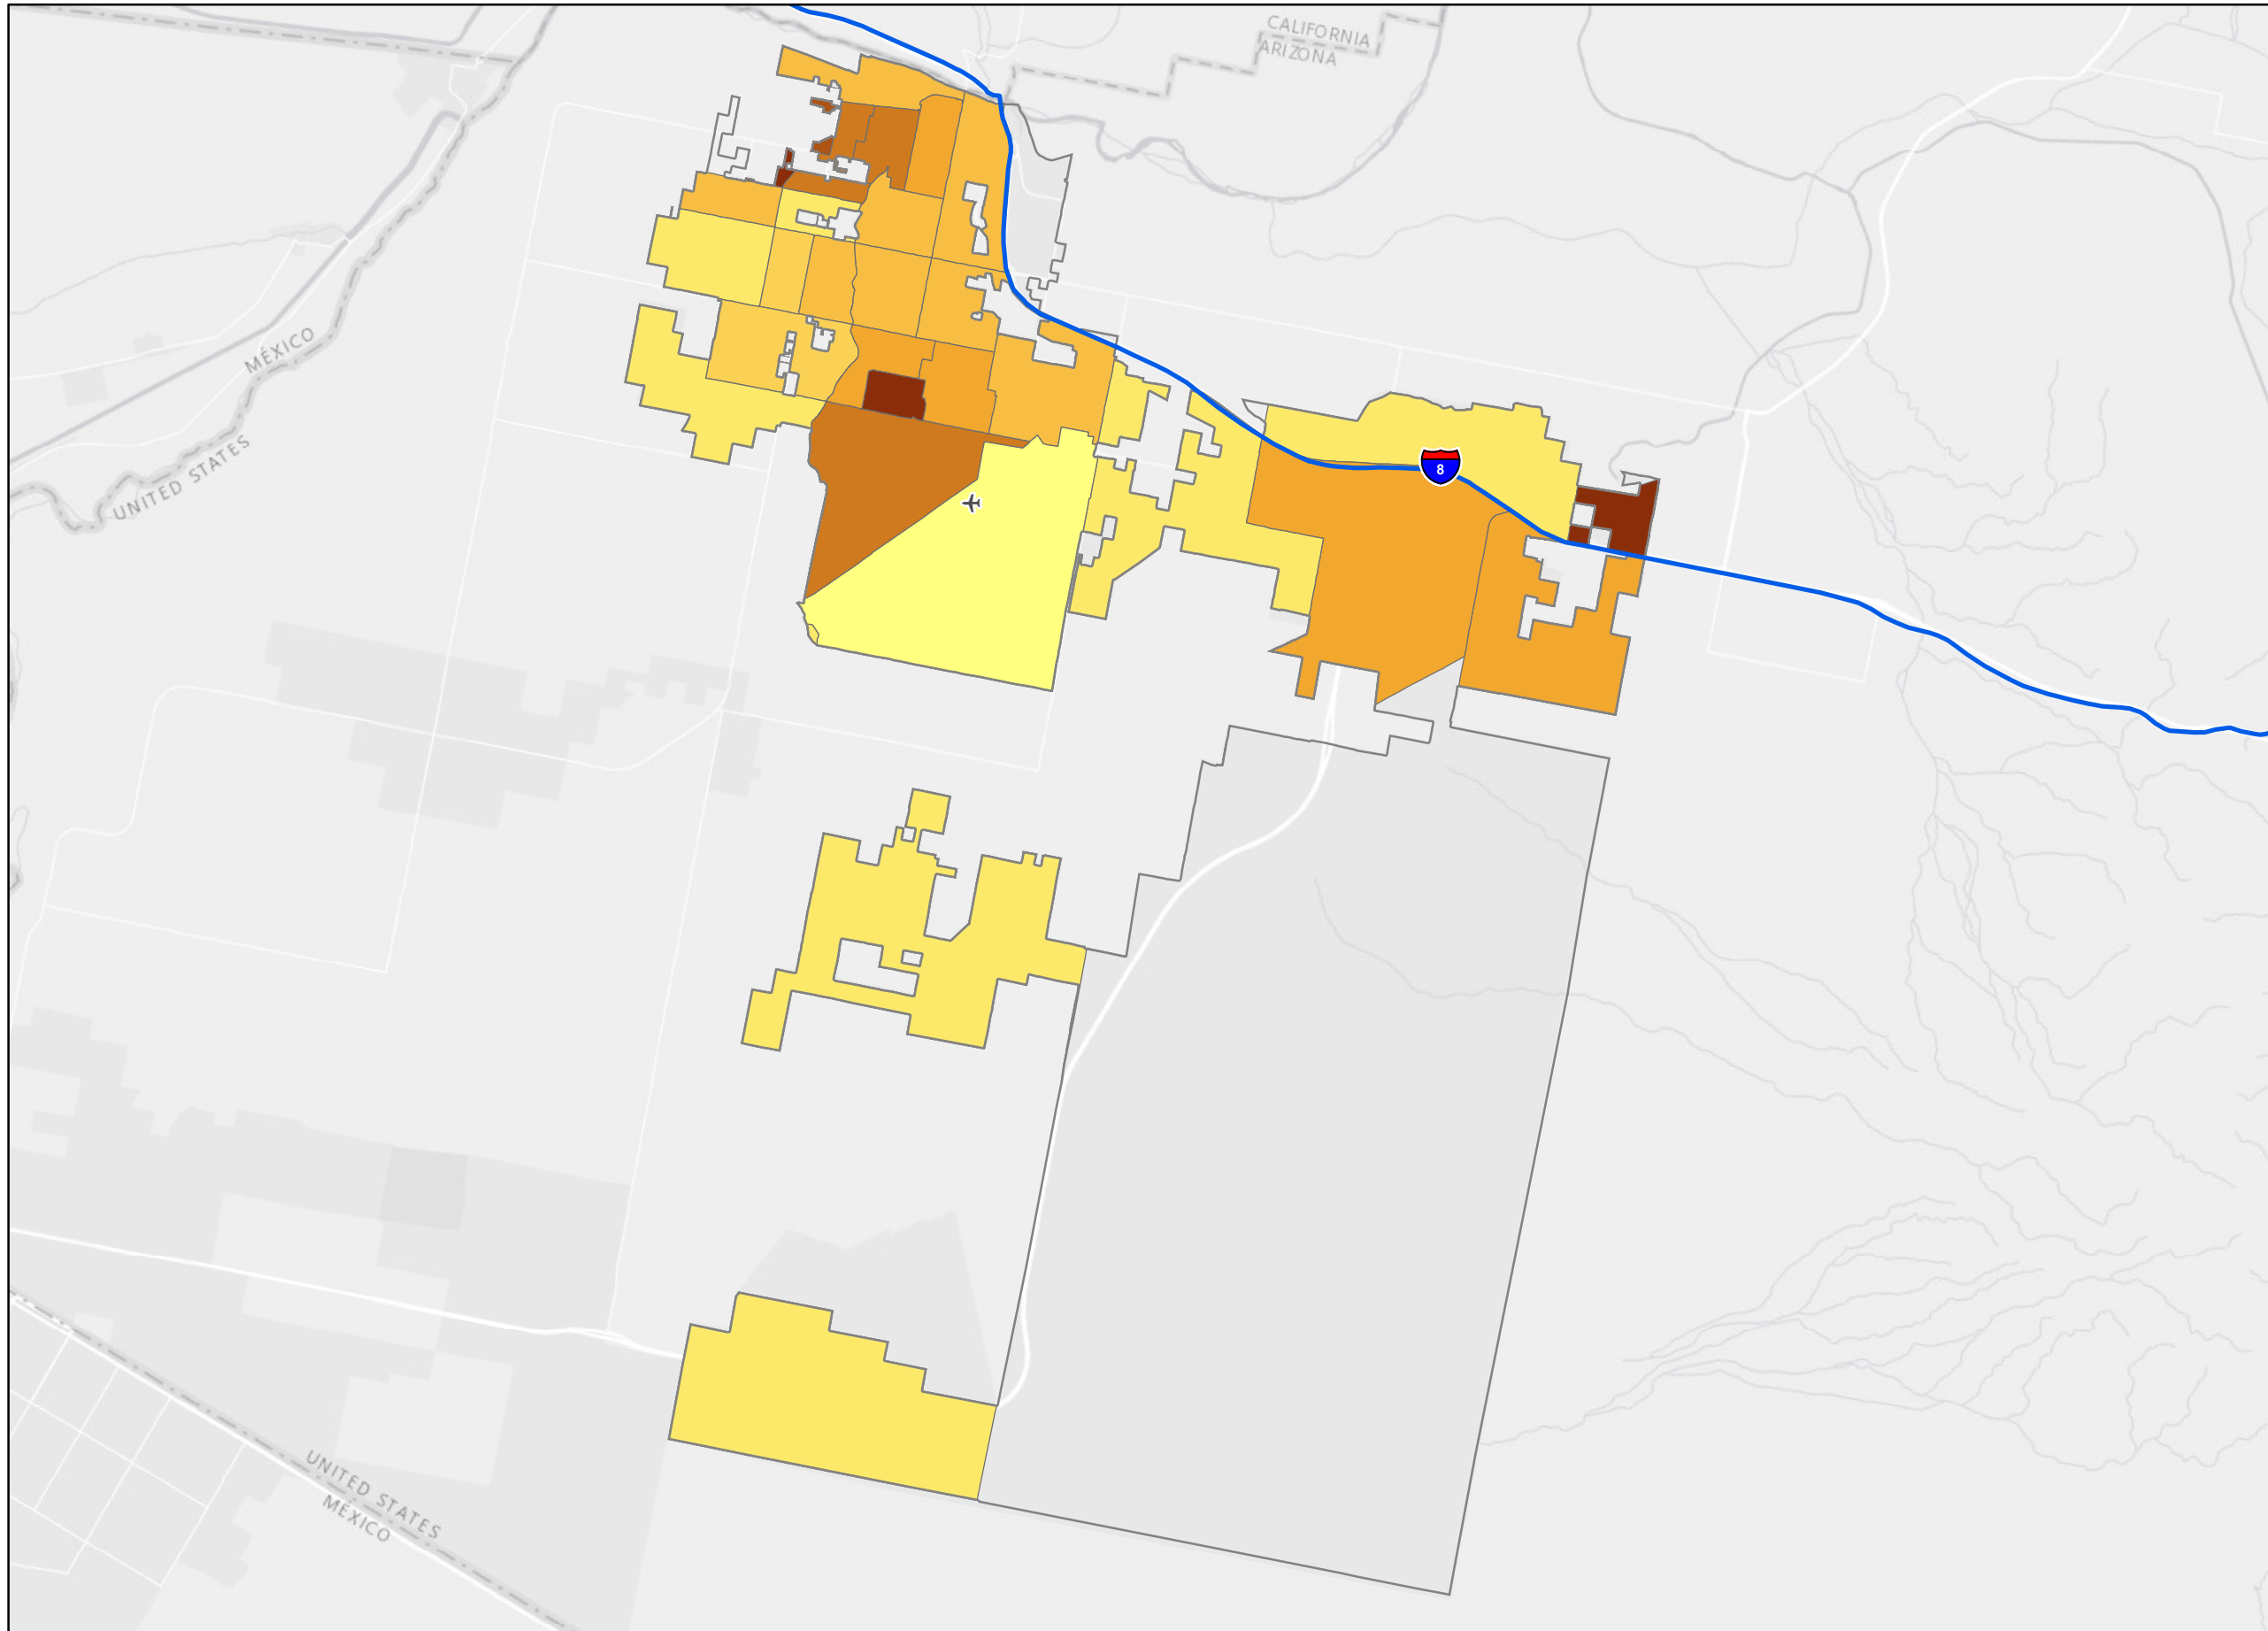 CALIFORNIA
ARIZONA
MÉXICO
UNITED STATES
8
UNITED STATES
MÉXICO